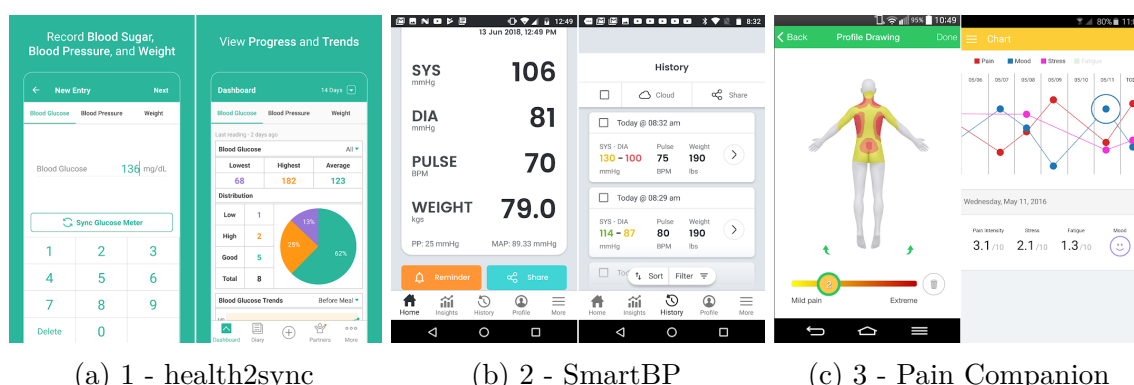 Record Blood Sugar,
Blood Pressure, and Weight
New Entry Next
Blood Glucose Blood Pressure Weight
Blood Glucose 136 mg/dL
Sync Glucose Meter
1 2 3
4 5 6
7 8 9
Delete 0
View Progress and Trends
Dashboard 14 Days
Blood Glucose Blood Pressure Weight
Last reading - 2 days ago
Blood Glucose All
Lowest Highest Average
68 182 123
Distribution
Low 1
High 2
Good 5
Total 8
13%
25%
62%
Blood Glucose Trends Before Meal
Dashboard Diary Partners More
12:49
13 Jun 2018, 12:49 PM
SYS 106
mmHg
DIA 81
mmHg
PULSE 70
BPM
WEIGHT 79.0
kgs
PP: 25 mmHg MAP: 89.33 mmHg
Reminder Share
Home Insights History Profile More
8:32
History
Cloud Share
Today @ 08:32 am
SYS - DIA Pulse Weight
130 - 100 75 190
mmHg BPM lbs
Today @ 08:29 am
SYS - DIA Pulse Weight
114 - 87 80 190
mmHg BPM lbs
Sort Filter
Home Insights History Profile More
95% 10:49
Back Profile Drawing Done
2
Mild pain Extreme
80%
Chart
Pain Mood Stress Fatigue
05/06 05/07 05/08 05/09 05/10 05/11
Wednesday, May 11, 2016
Pain Intensity Stress Fatigue Mood
3.1/10 2.1/10 1.3/10
(a) 1 - health2sync
(b) 2 - SmartBP
(c) 3 - Pain Companion